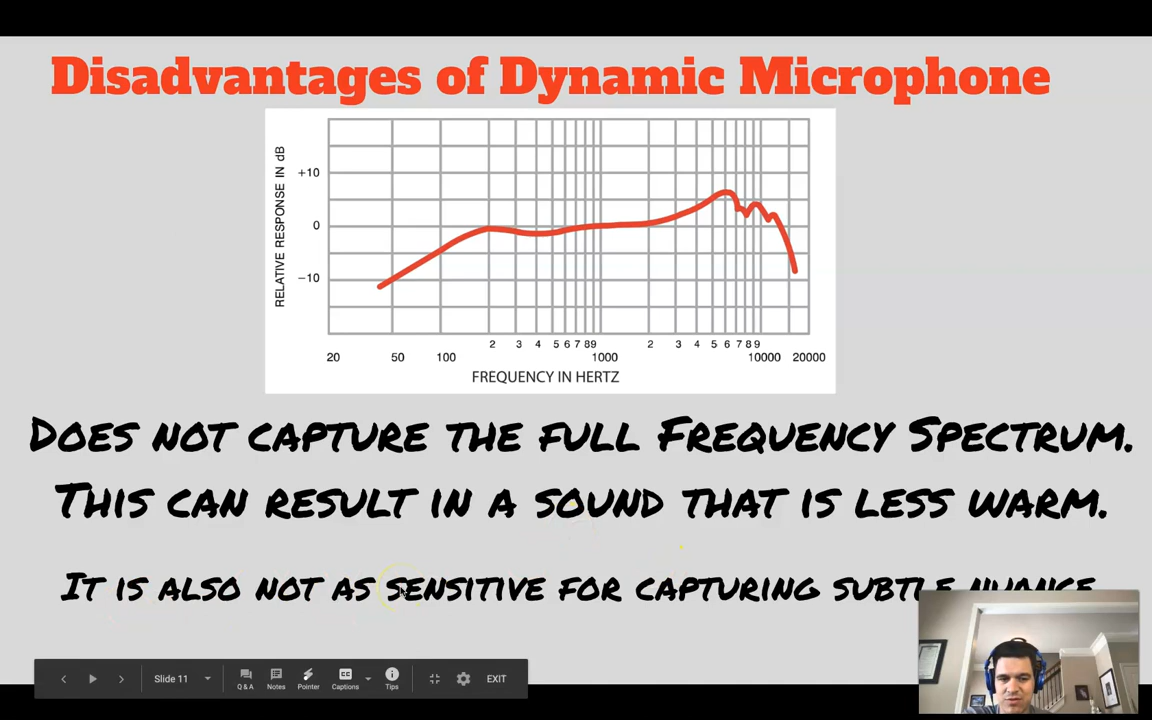 Disadvantages of Dynamic Microphone
RELATIVE RESPONSE IN dB
+10
0
−10
2 3 4 5 6 7 8 9 2 3 4 5 6 7 8 9
20 50 100 1000 10000 20000
FREQUENCY IN HERTZ
DOES NOT CAPTURE THE FULL FREQUENCY SPECTRUM.
THIS CAN RESULT IN A SOUND THAT IS LESS WARM.
IT IS ALSO NOT AS SENSITIVE FOR CAPTURING SUBTLE NUANCE
Slide 11
Q & A Notes Pointer Captions Tips EXIT